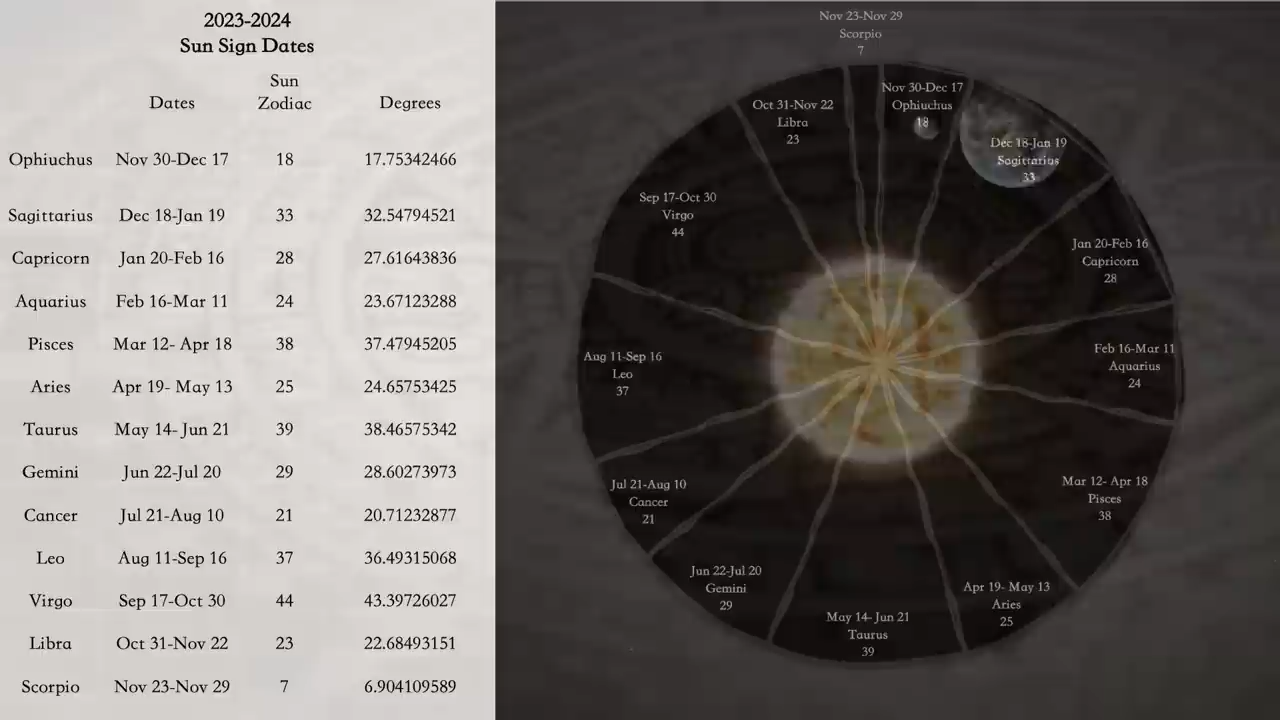 2023-2024
Sun Sign Dates
Dates Sun Zodiac Degrees
Ophiuchus Nov 30-Dec 17 18 17.75342466
Sagittarius Dec 18-Jan 19 33 32.54794521
Capricorn Jan 20-Feb 16 28 27.61643836
Aquarius Feb 16-Mar 11 24 23.67123288
Pisces Mar 12- Apr 18 38 37.47945205
Aries Apr 19- May 13 25 24.65753425
Taurus May 14- Jun 21 39 38.46575342
Gemini Jun 22-Jul 20 29 28.60273973
Cancer Jul 21-Aug 10 21 20.71232877
Leo Aug 11-Sep 16 37 36.49315068
Virgo Sep 17-Oct 30 44 43.39726027
Libra Oct 31-Nov 22 23 22.68493151
Scorpio Nov 23-Nov 29 7 6.904109589
Nov 23-Nov 29
Scorpio
7
Nov 30-Dec 17
Ophiuchus
18
Dec 18-Jan 19
Sagittarius
33
Jan 20-Feb 16
Capricorn
28
Feb 16-Mar 11
Aquarius
24
Mar 12- Apr 18
Pisces
38
Apr 19- May 13
Aries
25
May 14- Jun 21
Taurus
39
Jun 22-Jul 20
Gemini
29
Jul 21-Aug 10
Cancer
21
Aug 11-Sep 16
Leo
37
Sep 17-Oct 30
Virgo
44
Oct 31-Nov 22
Libra
23